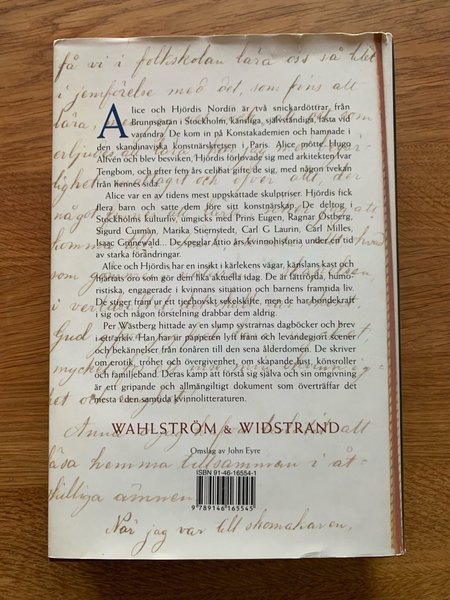 få vi i folkskolan lära oss så litet
i jemförelse med det, som fins att
lära,
Alice och Hjördis Nordin är två snickardöttrar från
Brunnsgatan i Stockholm, känsliga, självständiga, fästa vid
varandra. De kom in på Konstakademien och hamnade i
den skandinaviska konstnärskretsen i Paris. Alice mötte Hugo
Alfvén och blev besviken, Hjördis förlovade sig med arkitekten Ivar
Tengbom, och efter fem års celibat gifte de sig, med någon tvekan
från hennes sida.
Alice var en av tidens mest uppskattade skulptriser. Hjördis fick
flera barn och satte dem före sitt konstnärskap. De deltog i
Stockholms kulturliv, umgicks med Prins Eugen, Ragnar Östberg,
Sigurd Curman, Marika Stiernstedt, Carl G Laurin, Carl Milles,
Isaac Grünewald... De speglar åttio års kvinnohistoria under en tid
av starka förändringar.
Alice och Hjördis har en insikt i kärlekens vägar, känslans kast och
hjärtats oro som gör dem lika aktuella idag. De är rättrådiga, humo-
ristiska, engagerade i kvinnans situation och barnens framtida liv.
De stiger fram ur ett tjechovskt sekelskifte, men de har bondekraft
i sig och någon förstelning drabbar dem aldrig.
Per Wästberg hittade av en slump systrarnas dagböcker och brev
i ett arkiv. Han har ur papperen lyft fram och levandegjort scener
och bekännelser från tonåren till den sena ålderdomen. De skriver
om erotik, trohet och övergivenhet, om skapande lust, könsroller
och familjeband. Deras kamp att förstå sig själva och sin omgivning
är ett gripande och allmängiltigt dokument som överträffar det
mesta i den samtida kvinnolitteraturen.
WAHLSTRÖM & WIDSTRAND
Omslag av John Eyre
läsa hemma tillsamman i åt-
skilliga ämnen
ISBN 91-46-16554-1
9 789146 165545
När jag var till skomakaren,